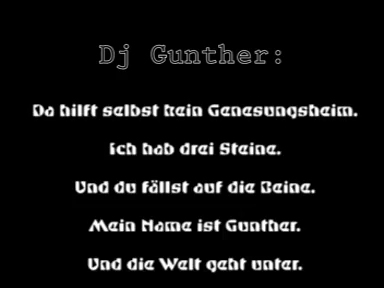 Dj Gunther:
Da hilft selbst kein Genesungsheim.
Ich hab drei Steine.
Und du fällst auf die Beine.
Mein Name ist Gunther.
Und die Welt geht unter.